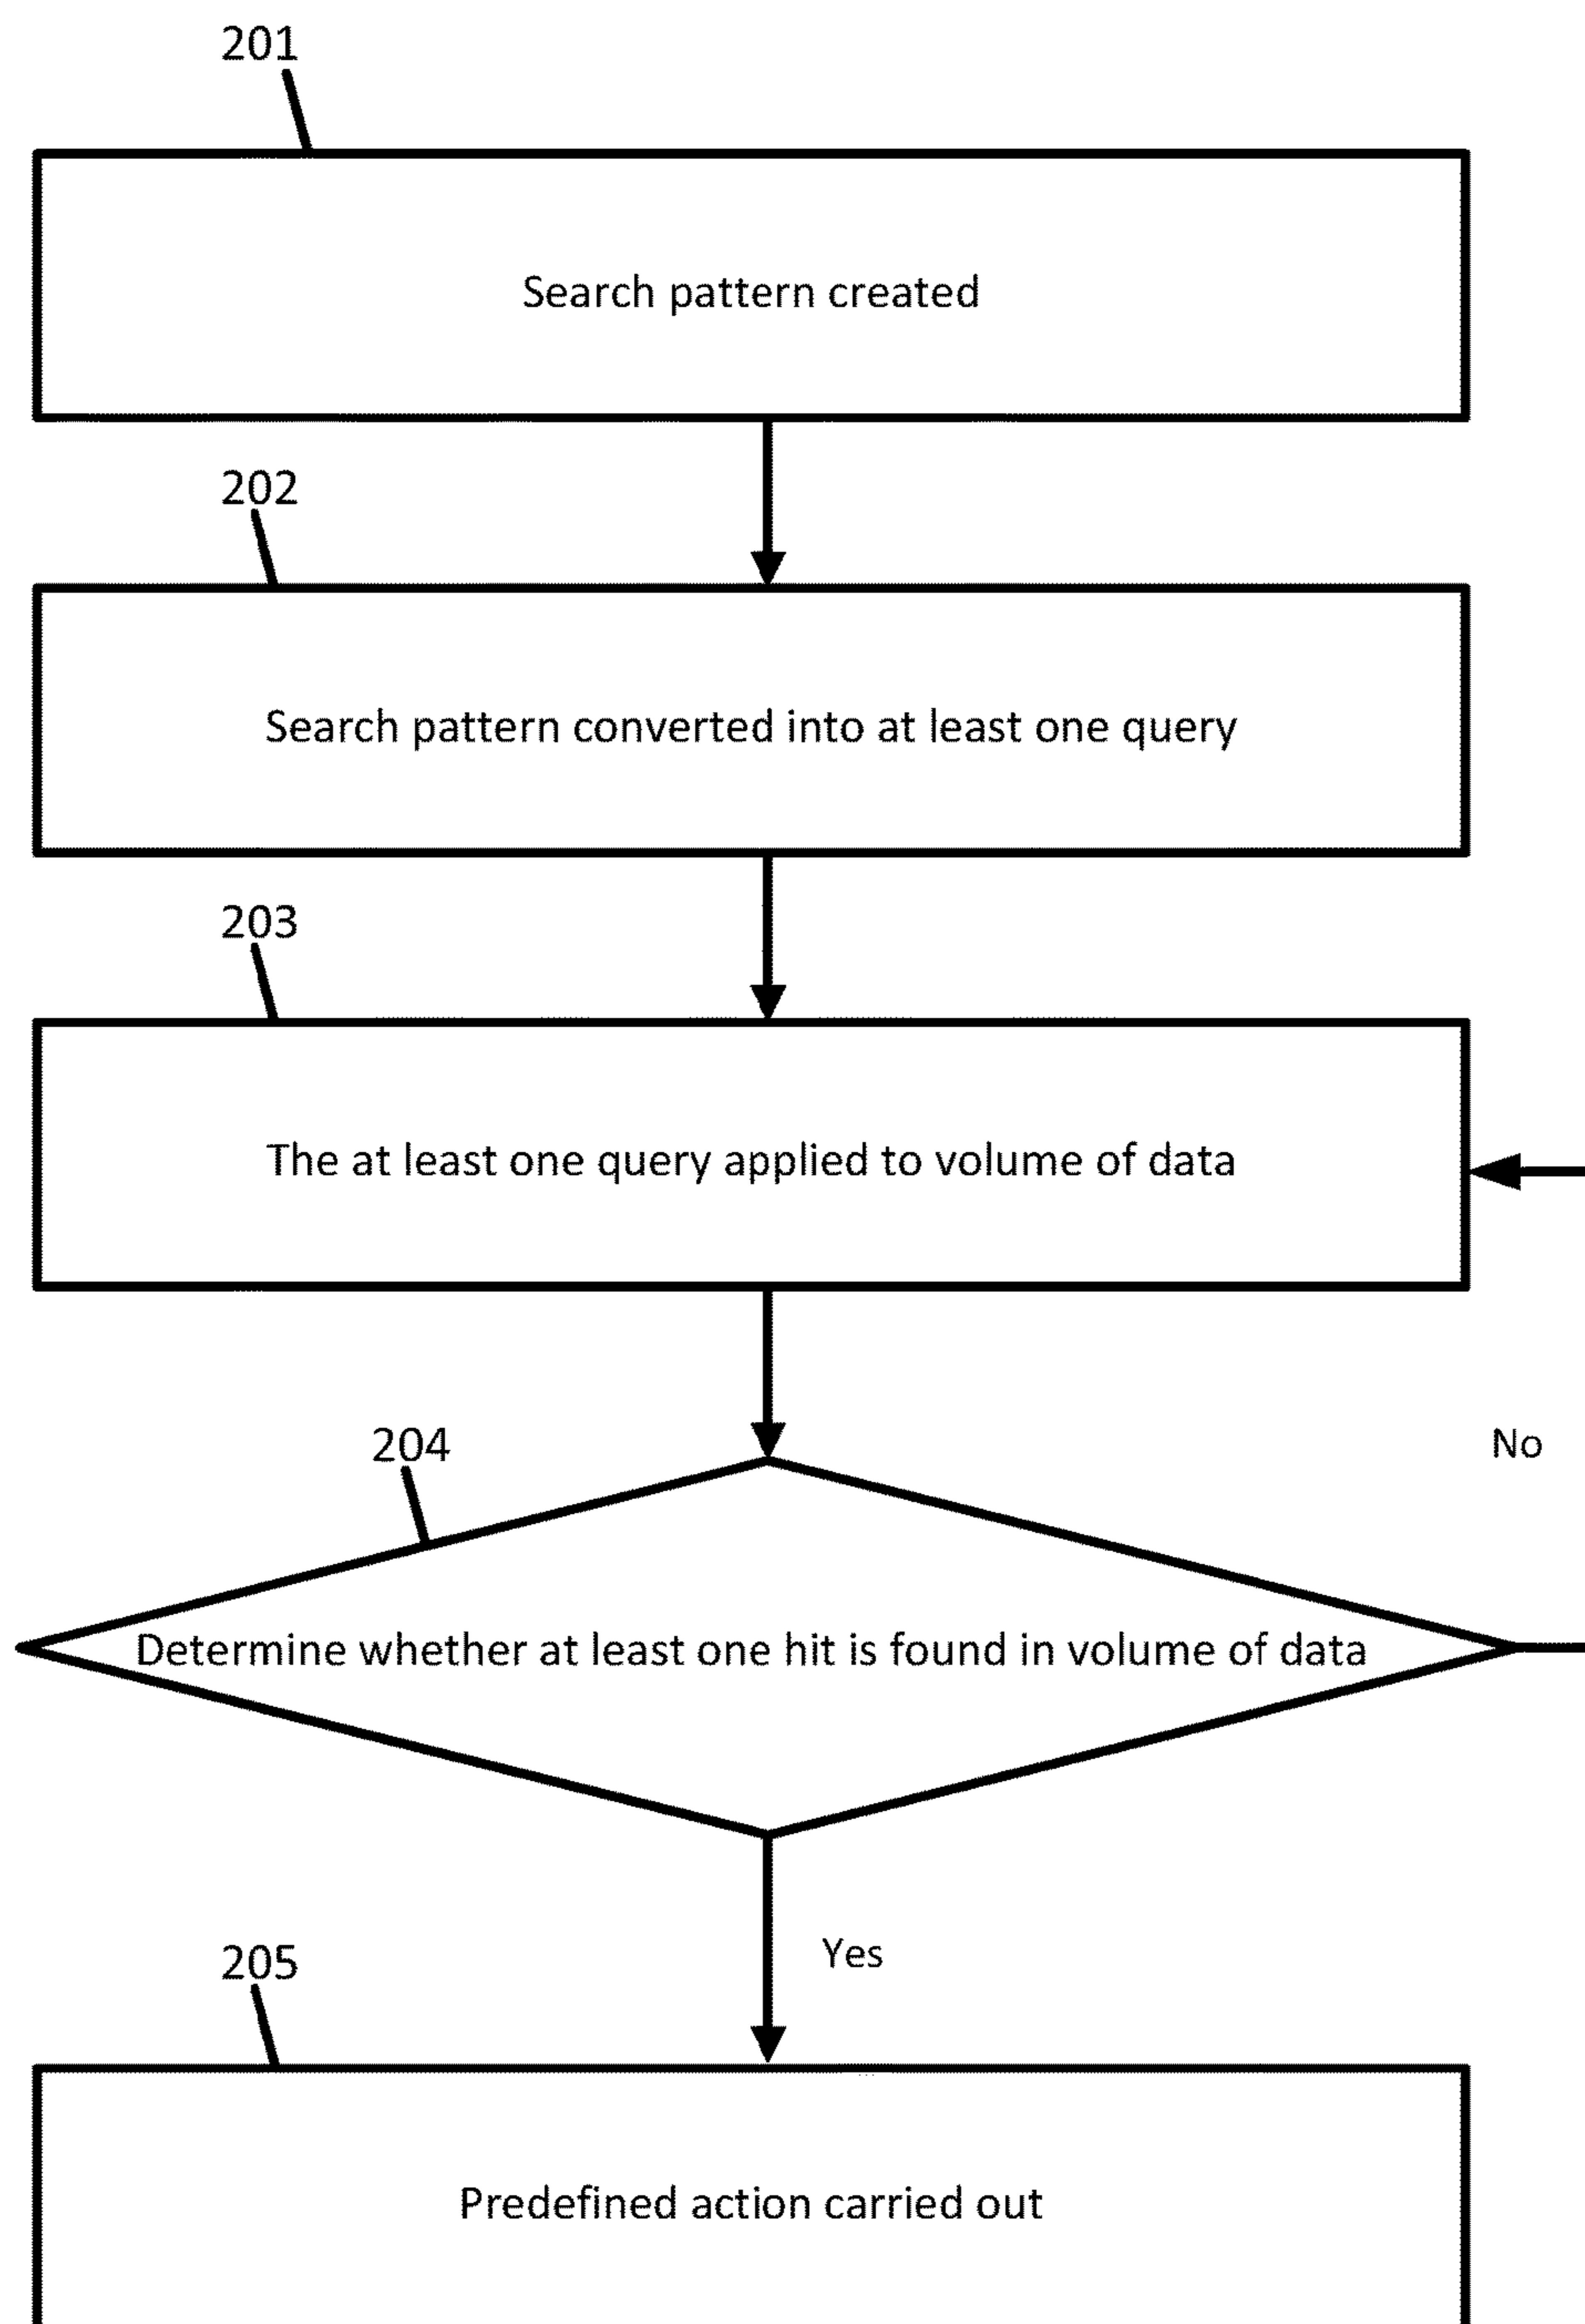 201
Search pattern created
202
Search pattern converted into at least one query
203
The at least one query applied to volume of data
204
No
Determine whether at least one hit is found in volume of data
Yes
205
Predefined action carried out